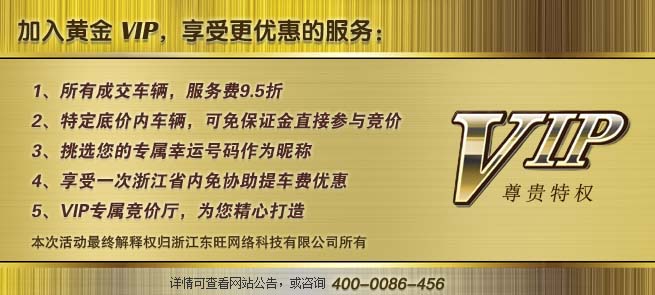 加入黄金 VIP，享受更优惠的服务：
1、所有成交车辆，服务费9.5折
2、特定底价内车辆，可免保证金直接参与竞价
3、挑选您的专属幸运号码作为昵称
4、享受一次浙江省内免协助提车费优惠
5、VIP专属竞价厅，为您精心打造
VIP
尊贵特权
本次活动最终解释权归浙江东旺网络科技有限公司所有
详情可查看网站公告，或咨询 400-0086-456